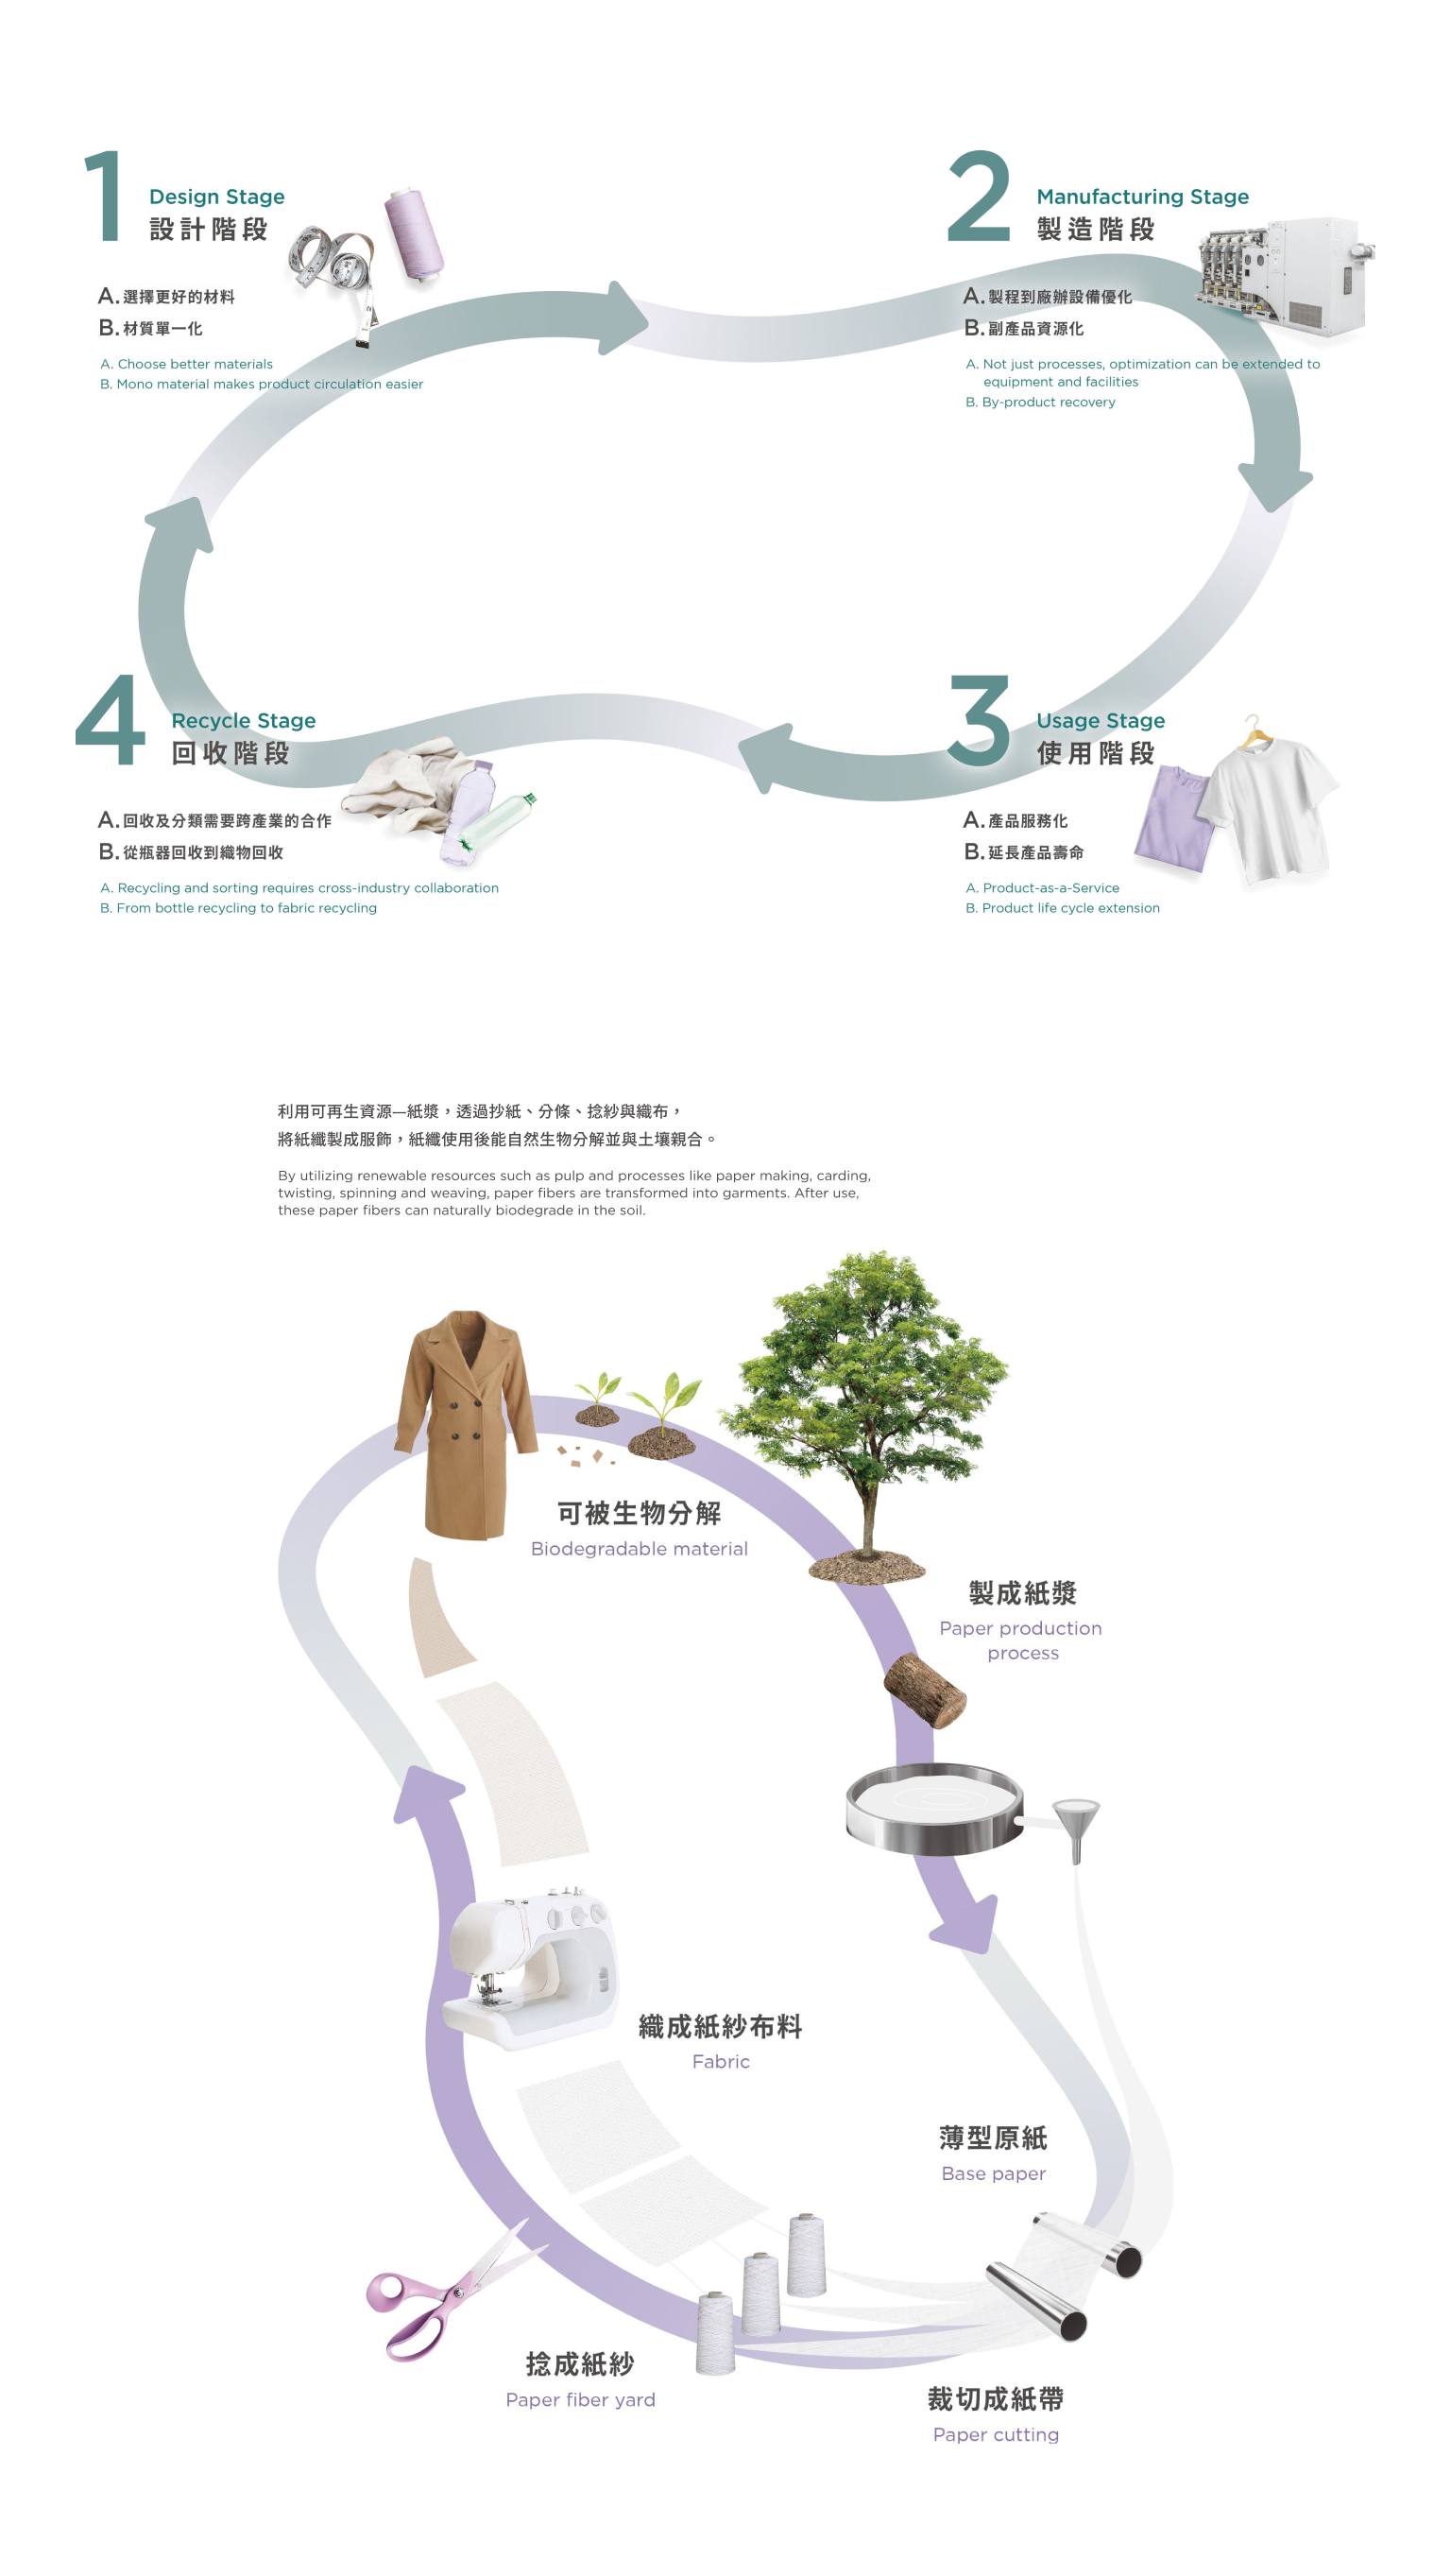 1
Design Stage
設計階段
A.選擇更好的材料
B.材質單一化
A. Choose better materials
B. Mono material makes product circulation easier
2
Manufacturing Stage
製造階段
A.製程到廠辦設備優化
B.副產品資源化
A. Not just processes, optimization can be extended to
equipment and facilities
B. By-product recovery
4
Recycle Stage
回收階段
A.回收及分類需要跨產業的合作
B.從瓶器回收到織物回收
A. Recycling and sorting requires cross-industry collaboration
B. From bottle recycling to fabric recycling
3
Usage Stage
使用階段
A.產品服務化
B.延長產品壽命
A. Product-as-a-Service
B. Product life cycle extension
利用可再生資源—紙漿，透過抄紙、分條、捻紗與織布，
將紙纖製成服飾，紙纖使用後能自然生物分解並與土壤親合。
By utilizing renewable resources such as pulp and processes like paper making, carding,
twisting, spinning and weaving, paper fibers are transformed into garments. After use,
these paper fibers can naturally biodegrade in the soil.
可被生物分解
Biodegradable material
製成紙漿
Paper production
process
織成紙紗布料
Fabric
薄型原紙
Base paper
捻成紙紗
Paper fiber yard
裁切成紙帶
Paper cutting